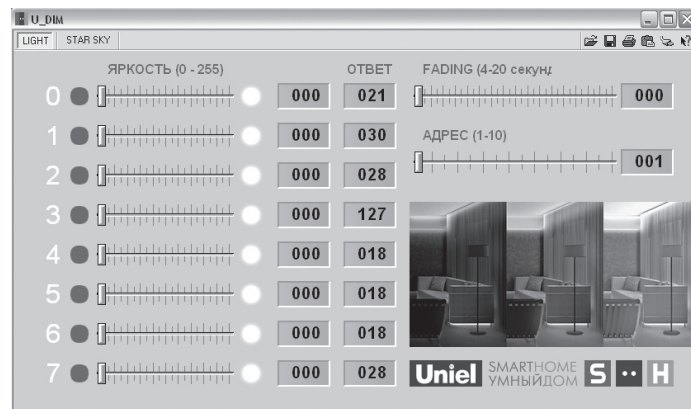 U_DIM
LIGHT STAR SKY
ЯРКОСТЬ (0 - 255) ОТВЕТ FADING (4-20 секунд
0 000 021 000
1 000 030 АДРЕС (1-10)
2 000 028 001
3 000 127
4 000 018
5 000 018
6 000 018
7 000 028
Uniel SMARTHOME УМНЫЙДОМ S·· H